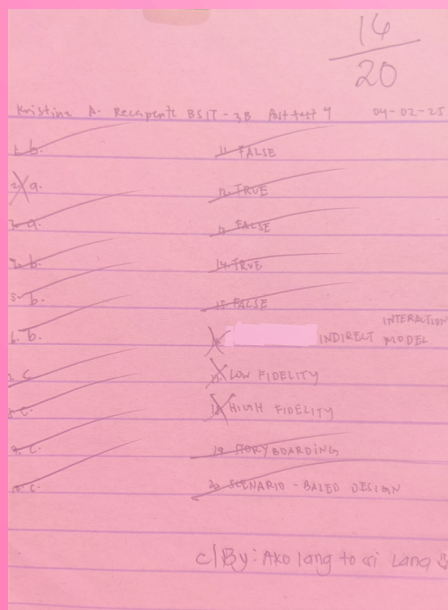 14
20
Kristine A. Recipente BSIT - 3B Post test 4 04-02-25
1. b.
2. a.
3. a.
4. b.
5. b.
6. b.
7. c
8. c.
9. c.
10. c.
11. FALSE
12. TRUE
13. FALSE
14. TRUE
15. FALSE
16. INDIRECT INTERACTION MODEL
17. LOW FIDELITY
18. HIGH FIDELITY
19. STORYBOARDING
20. SCENARIO - BASED DESIGN
c/By: Ako lang to si Lang